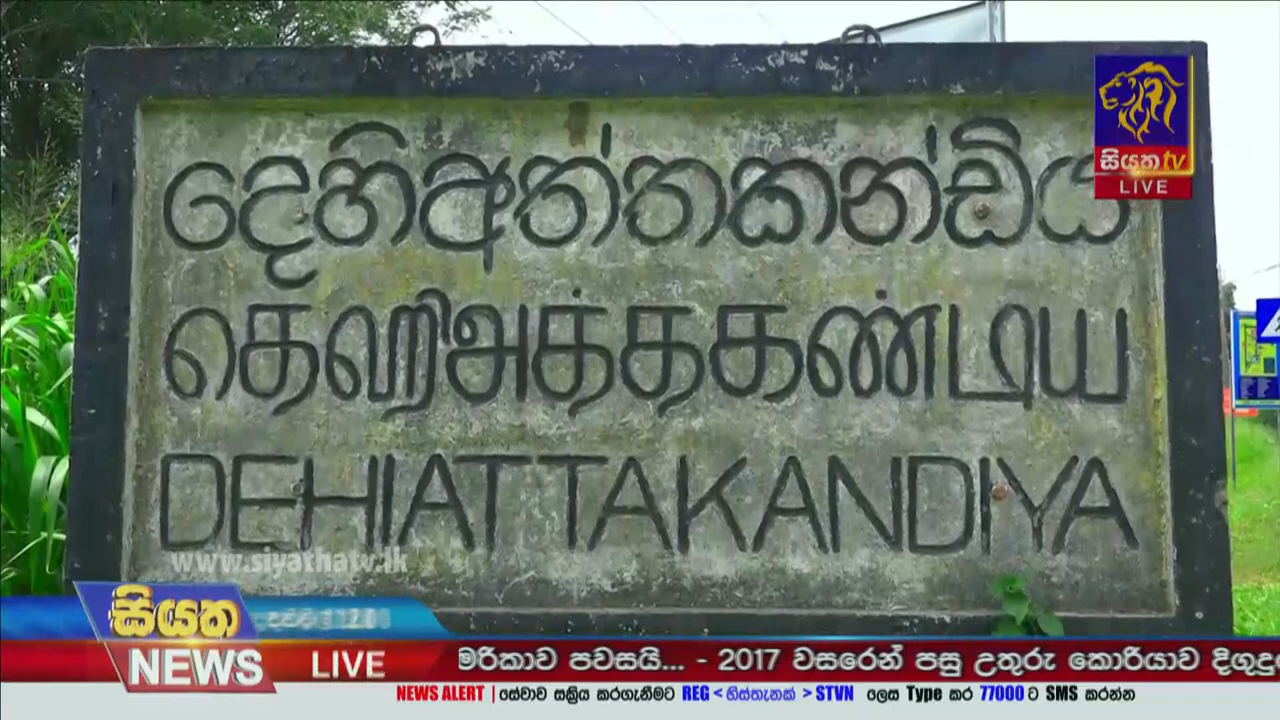 සියත tv
LIVE
දෙහිඅත්තකන්ඩිය
தெஹிஅத்தகண்டிய
DEHIATTAKANDIYA
www.siyathatv.lk
සියත
NEWS LIVE
මරිකාව පවසයි... - 2017 වසරෙන් පසු උතුරු කොරියාව දිගුදුර
NEWS ALERT | සේවාව සක්‍රිය කරගැනීමට REG < හිස්තැනක් > STVN ලෙස Type කර 77000 ට SMS කරන්න